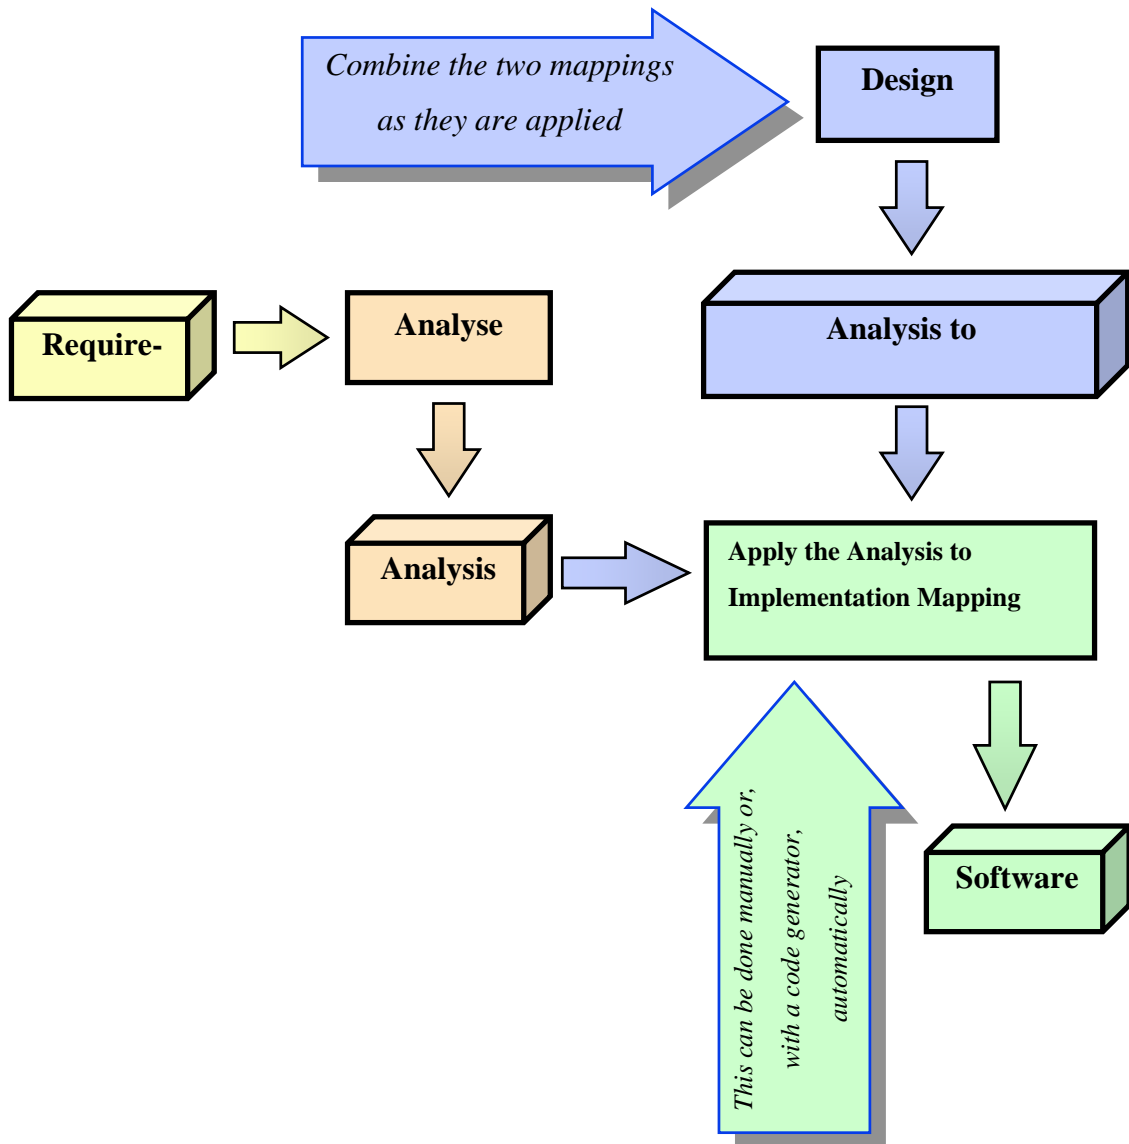 Combine the two mappings
as they are applied
Design
Require-
Analyse
Analysis to
Analysis
Apply the Analysis to
Implementation Mapping
This can be done manually or,
with a code generator,
automatically
Software